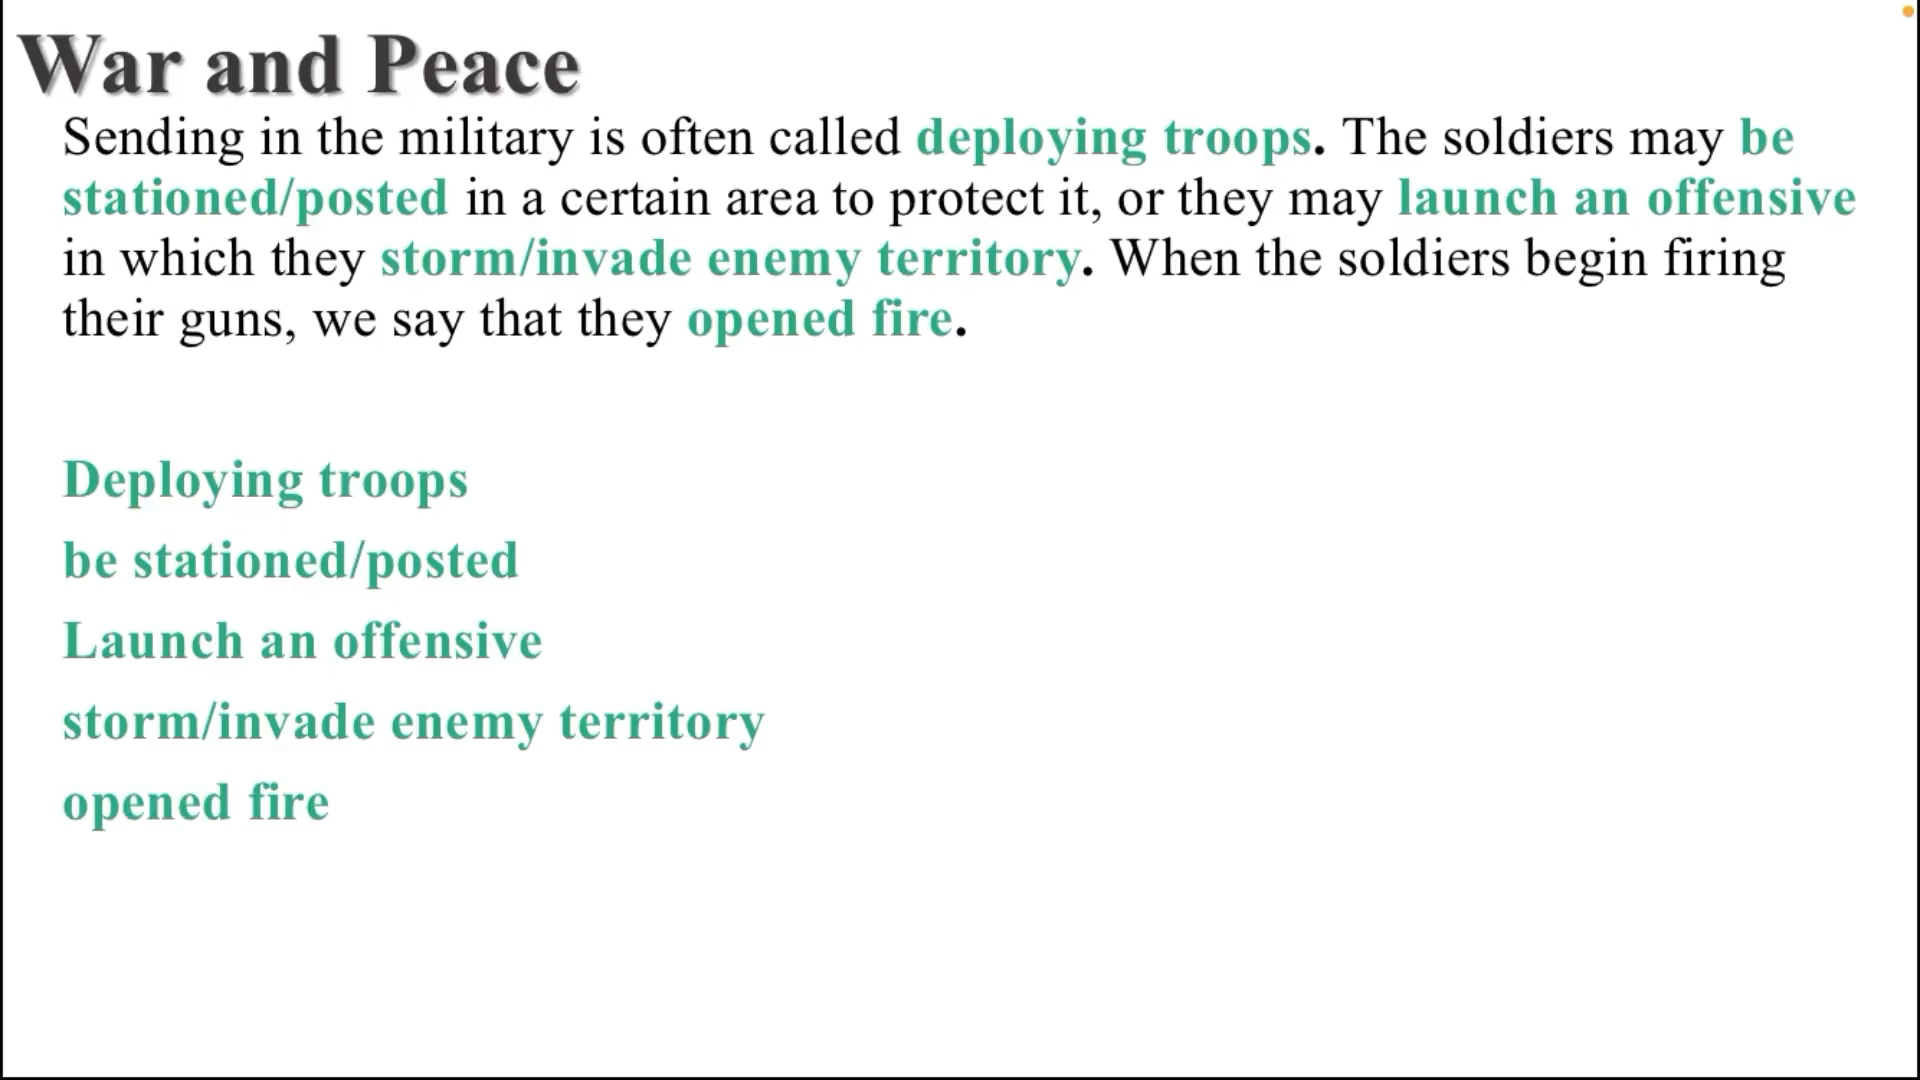 War and Peace
Sending in the military is often called deploying troops. The soldiers may be
stationed/posted in a certain area to protect it, or they may launch an offensive
in which they storm/invade enemy territory. When the soldiers begin firing
their guns, we say that they opened fire.
Deploying troops
be stationed/posted
Launch an offensive
storm/invade enemy territory
opened fire